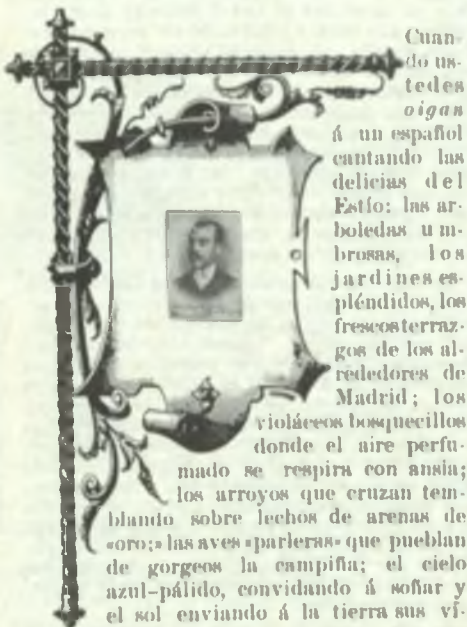 Cuan-
do us-
tedes
oigan
á un español
cantando las
delicias del
Estío: las ar-
boledas um-
brosas, los
jardines es-
pléndidos, los
frescos terraz-
gos de los al-
rededores de
Madrid; los
violáceos bosquecillos
donde el aire perfu-
mado se respira con ansia;
los arroyos que cruzan tem-
blando sobre lechos de arenas de
«oro;» las aves «parleras» que pueblan
de gorgeos la campiña; el cielo
azul-pálido, convidando á soñar y
el sol enviando á la tierra sus ví-